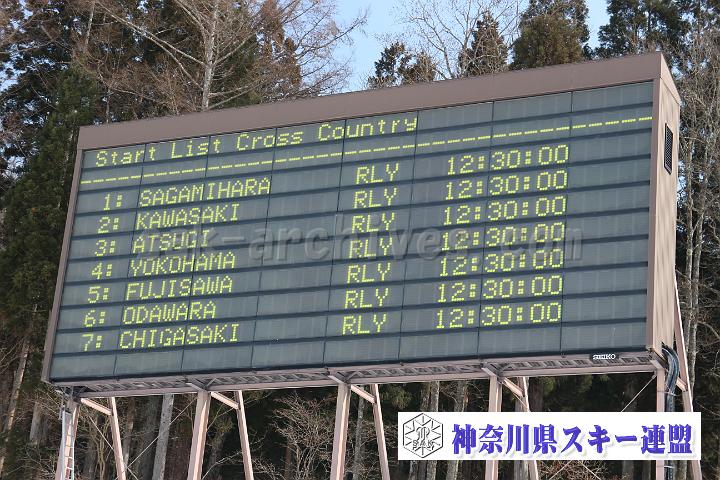 Start List Cross Country
1: SAGAMIHARA RLY 12:30:00
2: KAWASAKI RLY 12:30:00
3: ATSUGI RLY 12:30:00
4: YOKOHAMA RLY 12:30:00
5: FUJISAWA RLY 12:30:00
6: ODAWARA RLY 12:30:00
7: CHIGASAKI RLY 12:30:00
SEIKO
神奈川県スキー連盟